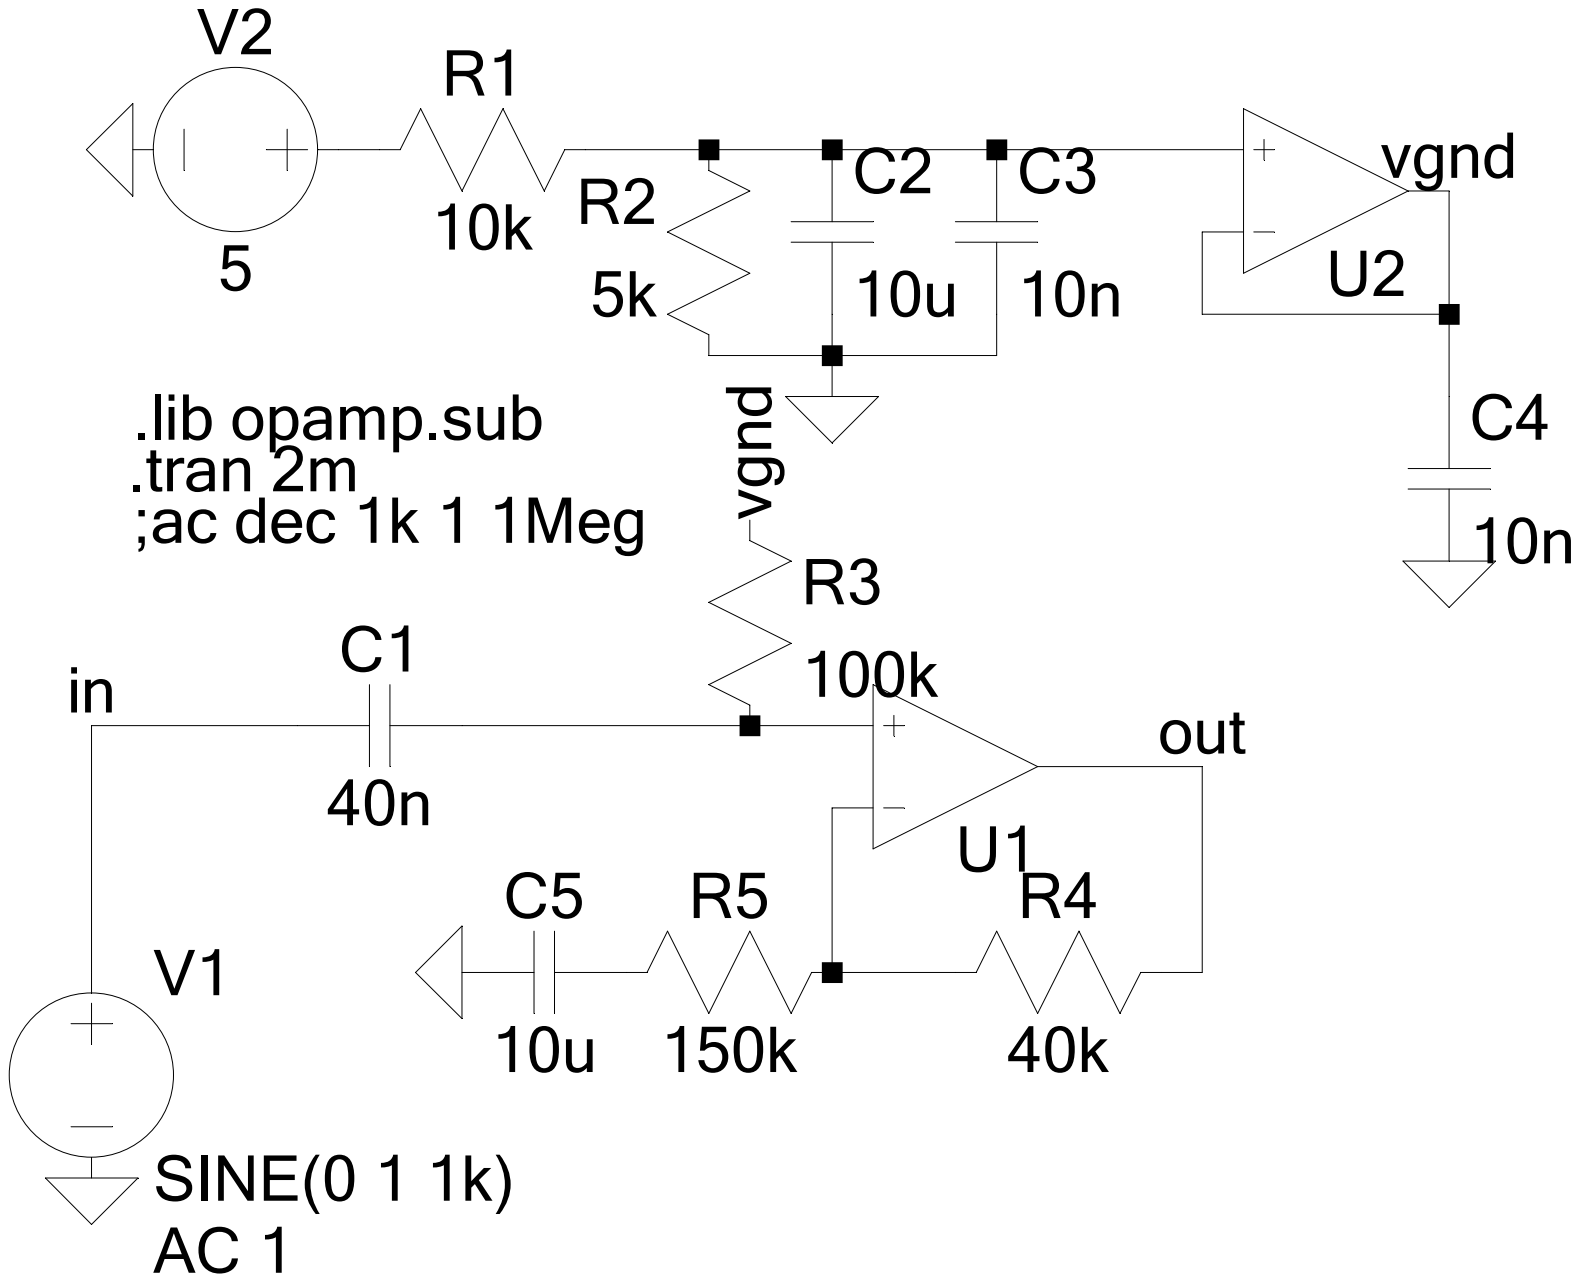 V2
R1
10k
5
R2
5k
C2
10u
C3
10n
vgnd
U2
C4
10n
.lib opamp.sub
.tran 2m
;ac dec 1k 1 1Meg
vgnd
R3
100k
in
C1
40n
out
U1
C5
10u
R5
150k
R4
40k
V1
SINE(0 1 1k)
AC 1